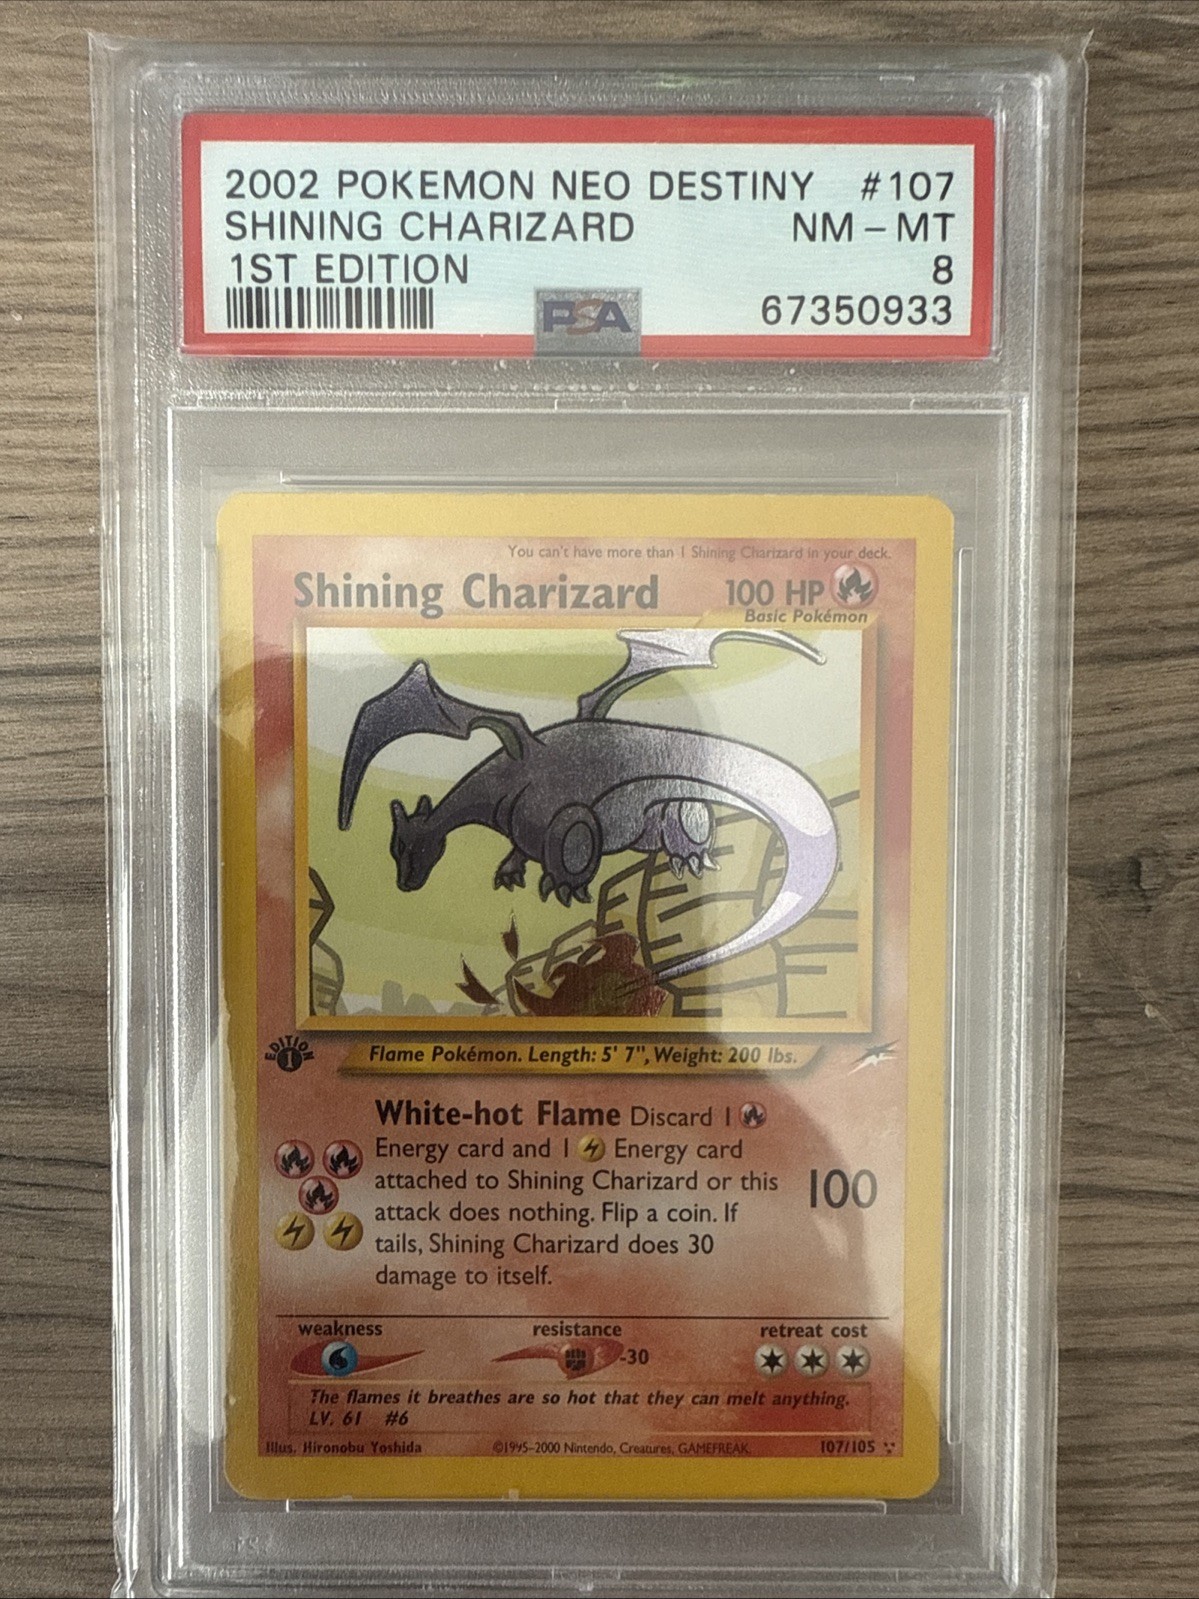 2002 POKEMON NEO DESTINY #107
SHINING CHARIZARD NM - MT
1ST EDITION 8
PSA 67350933
You can't have more than 1 Shining Charizard in your deck.
Shining Charizard 100 HP
Basic Pokémon
EDITION 1
Flame Pokémon. Length: 5' 7", Weight: 200 lbs.
White-hot Flame Discard 1
Energy card and 1 Energy card
attached to Shining Charizard or this 100
attack does nothing. Flip a coin. If
tails, Shining Charizard does 30
damage to itself.
weakness resistance retreat cost
-30
The flames it breathes are so hot that they can melt anything.
LV. 61 #6
Illus. Hironobu Yoshida ©1995-2000 Nintendo, Creatures, GAMEFREAK. 107/105